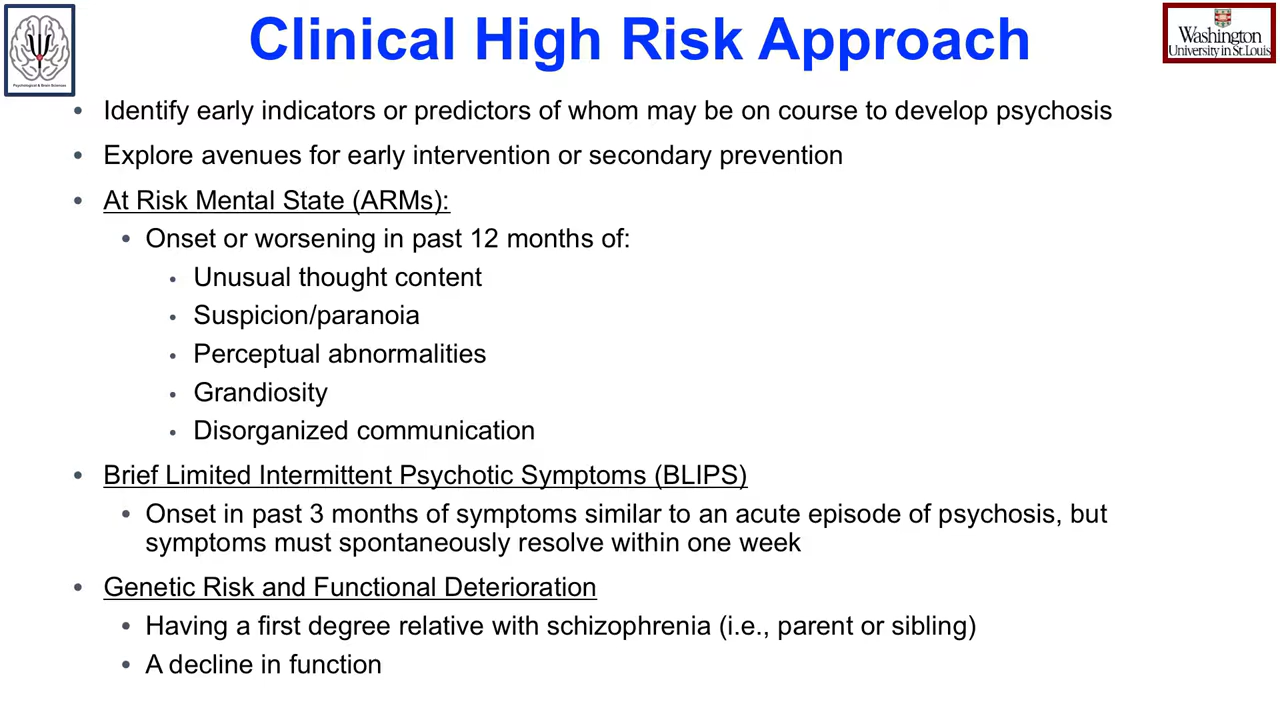 Clinical High Risk Approach
Ψ
Psychological & Brain Sciences
Washington
University in St. Louis
• Identify early indicators or predictors of whom may be on course to develop psychosis
• Explore avenues for early intervention or secondary prevention
• At Risk Mental State (ARMs):
• Onset or worsening in past 12 months of:
• Unusual thought content
• Suspicion/paranoia
• Perceptual abnormalities
• Grandiosity
• Disorganized communication
• Brief Limited Intermittent Psychotic Symptoms (BLIPS)
• Onset in past 3 months of symptoms similar to an acute episode of psychosis, but
symptoms must spontaneously resolve within one week
• Genetic Risk and Functional Deterioration
• Having a first degree relative with schizophrenia (i.e., parent or sibling)
• A decline in function